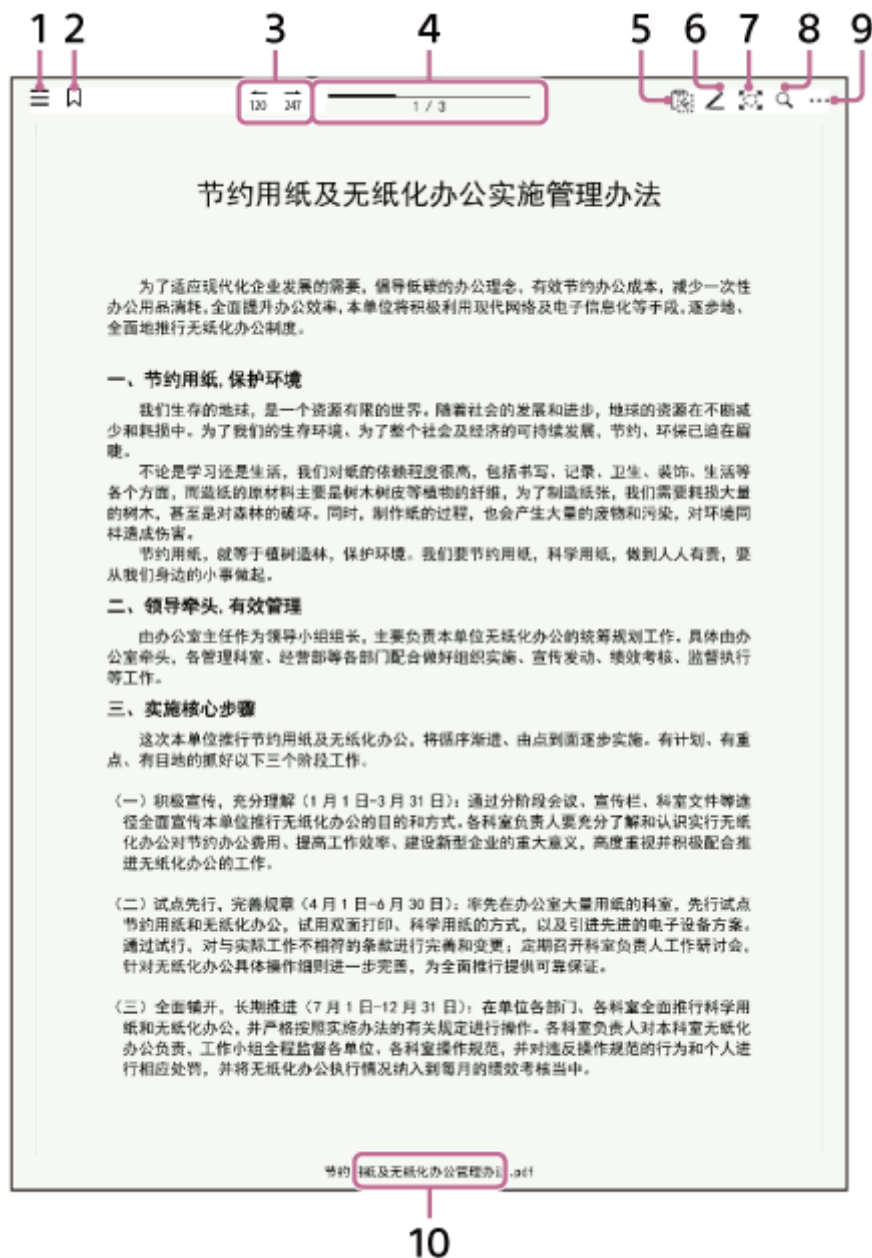 1 2 3 4 5 6 7 8 9
120 247 1 / 3
节约用纸及无纸化办公实施管理办法
为了适应现代化企业发展的需要，倡导低碳的办公理念，有效节约办公成本，减少一次性
办公用品消耗，全面提升办公效率，本单位将积极利用现代网络及电子信息化等手段，逐步地、
全面地推行无纸化办公制度。
一、节约用纸，保护环境
我们生存的地球，是一个资源有限的世界。随着社会的发展和进步，地球的资源在不断减
少和耗损中。为了我们的生存环境、为了整个社会及经济的可持续发展，节约、环保已迫在眉
睫。
不论是学习还是生活，我们对纸的依赖程度很高，包括书写、记录、卫生、装饰、生活等
各个方面，而造纸的原材料主要是树木树皮等植物的纤维，为了制造纸张，我们需要耗损大量
的树木，甚至是对森林的破坏。同时，制作纸的过程，也会产生大量的废物和污染，对环境同
样造成伤害。
节约用纸，就等于植树造林，保护环境。我们要节约用纸，科学用纸，做到人人有责，要
从我们身边的小事做起。
二、领导牵头，有效管理
由办公室主任作为领导小组组长，主要负责本单位无纸化办公的统筹规划工作。具体由办
公室牵头，各管理科室、经营部等各部门配合做好组织实施、宣传发动、绩效考核、监督执行
等工作。
三、实施核心步骤
这次本单位推行节约用纸及无纸化办公，将循序渐进、由点到面逐步实施。有计划、有重
点、有目地的抓好以下三个阶段工作。
（一）积极宣传，充分理解（1 月 1 日-3 月 31 日）：通过分阶段会议、宣传栏、科室文件等途
径全面宣传本单位推行无纸化办公的目的和方式。各科室负责人要充分了解和认识实行无纸
化办公对节约办公费用、提高工作效率、建设新型企业的重大意义，高度重视并积极配合推
进无纸化办公的工作。
（二）试点先行，完善规章（4 月 1 日-6 月 30 日）：率先在办公室大量用纸的科室，先行试点
节约用纸和无纸化办公，试用双面打印、科学用纸的方式，以及引进先进的电子设备方案。
通过试行，对与实际工作不相符的条款进行完善和变更；定期召开科室负责人工作研讨会，
针对无纸化办公具体操作细则进一步完善，为全面推行提供可靠保证。
（三）全面铺开，长期推进（7 月 1 日-12 月 31 日）：在单位各部门、各科室全面推行科学用
纸和无纸化办公，并严格按照实施办法的有关规定进行操作。各科室负责人对本科室无纸化
办公负责，工作小组全程监督各单位、各科室操作规范，并对违反操作规范的行为和个人进
行相应处罚，并将无纸化办公执行情况纳入到每月的绩效考核当中。
节约用纸及无纸化办公管理办法.pdf
10